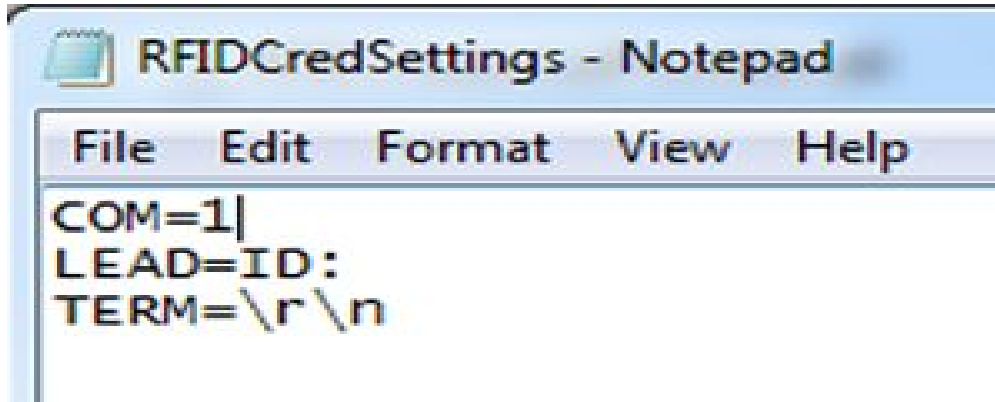 RFIDCredSettings - Notepad
File Edit Format View Help
COM=1
LEAD=ID:
TERM=\r\n